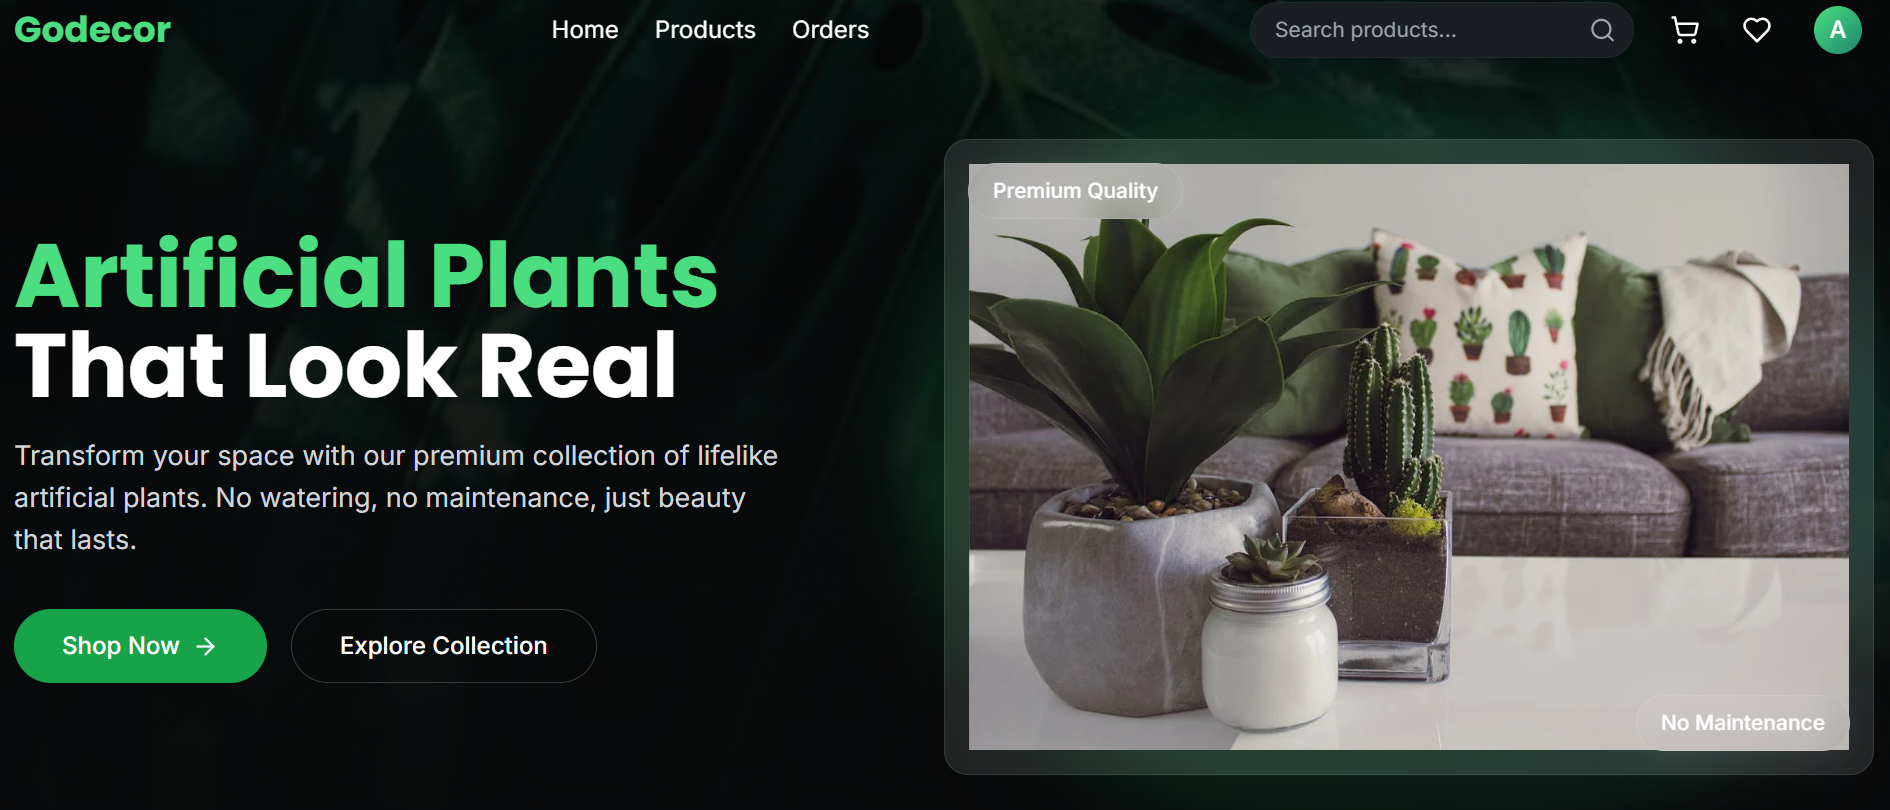 Godecor
Home
Products
Orders
Search products...
A
Artificial Plants
That Look Real
Transform your space with our premium collection of lifelike
artificial plants. No watering, no maintenance, just beauty
that lasts.
Shop Now
Explore Collection
Premium Quality
No Maintenance